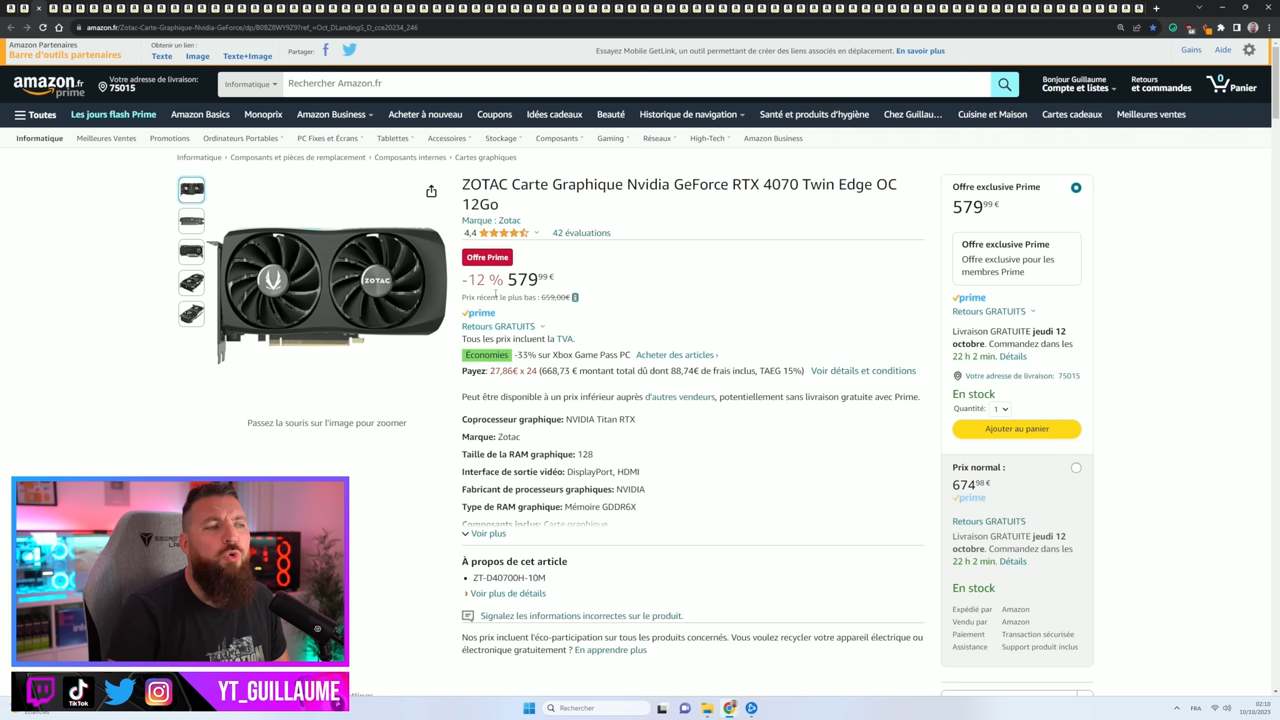 amazon.fr/Zotac-Carte-Graphique-Nvidia-GeForce/dp/B0BZ8WY9Z9?ref_=Oct_DLandingS_D_cce20234_246
Amazon Partenaires
Barre d'outils partenaires
Obtenir un lien :
Texte Image Texte+Image
Partager:
Essayez Mobile GetLink, un outil permettant de créer des liens associés en déplacement. En savoir plus
Gains Aide
amazon.fr
prime
Votre adresse de livraison:
75015
Informatique
Rechercher Amazon.fr
Bonjour Guillaume
Compte et listes
Retours
et commandes
0
Panier
Toutes Les jours flash Prime Amazon Basics Monoprix Amazon Business Acheter à nouveau Coupons Idées cadeaux Beauté Historique de navigation Santé et produits d'hygiène Chez Guillau... Cuisine et Maison Cartes cadeaux Meilleures ventes
Informatique Meilleures Ventes Promotions Ordinateurs Portables PC Fixes et Écrans Tablettes Accessoires Stockage Composants Gaming Réseaux High-Tech Amazon Business
Informatique › Composants et pièces de remplacement › Composants internes › Cartes graphiques
ZOTAC Carte Graphique Nvidia GeForce RTX 4070 Twin Edge OC
12Go
Marque : Zotac
4,4 42 évaluations
Offre Prime
-12 % 579 99 €
Prix récent le plus bas : 659,00€
prime
Retours GRATUITS
Tous les prix incluent la TVA.
Économies -33% sur Xbox Game Pass PC Acheter des articles ›
Payez: 27,86€ x 24 (668,73 € montant total dû dont 88,74€ de frais inclus, TAEG 15%) Voir détails et conditions
Peut être disponible à un prix inférieur auprès d'autres vendeurs, potentiellement sans livraison gratuite avec Prime.
Coprocesseur graphique: NVIDIA Titan RTX
Marque: Zotac
Taille de la RAM graphique: 128
Interface de sortie vidéo: DisplayPort, HDMI
Fabricant de processeurs graphiques: NVIDIA
Type de RAM graphique: Mémoire GDDR6X
Composants inclus: Carte graphique
Voir plus
À propos de cet article
• ZT-D40700H-10M
› Voir plus de détails
Signalez les informations incorrectes sur le produit.
Nos prix incluent l'éco-participation sur tous les produits concernés. Vous voulez recycler votre appareil électrique ou
électronique gratuitement ? En apprendre plus
ZOTAC
Passez la souris sur l'image pour zoomer
Offre exclusive Prime
579 99 €
Offre exclusive Prime
Offre exclusive pour les
membres Prime
prime
Retours GRATUITS
Livraison GRATUITE jeudi 12
octobre. Commandez dans les
22 h 2 min. Détails
Votre adresse de livraison: 75015
En stock
Quantité: 1
Ajouter au panier
Prix normal :
674 98 €
prime
Retours GRATUITS
Livraison GRATUITE jeudi 12
octobre. Commandez dans les
22 h 2 min. Détails
En stock
Expédié par Amazon
Vendu par Amazon
Paiement Transaction sécurisée
Assistance Support produit inclus
TikTok
YT_GUILLAUME
Rechercher
FRA
02:10
10/10/2023